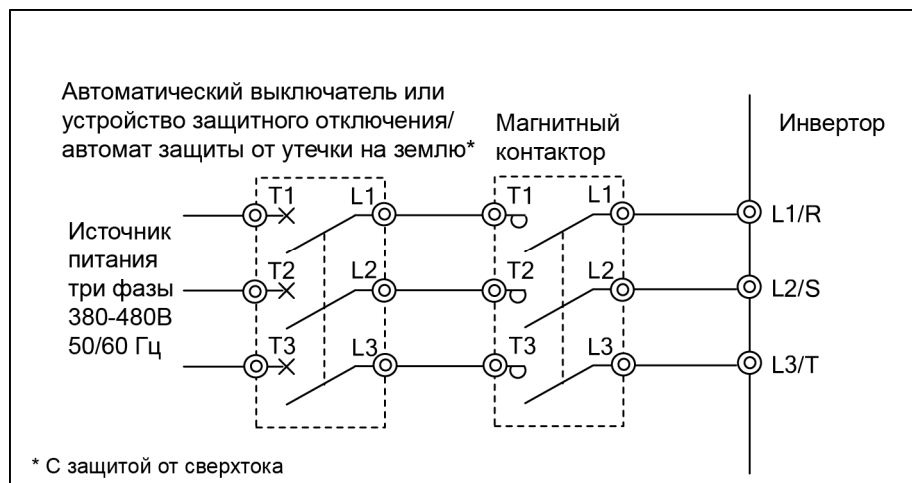 Автоматический выключатель или
устройство защитного отключения/
автомат защиты от утечки на землю*
Магнитный
контактор
Инвертор
T1 L1 T1 L1 L1/R
Источник
питания
три фазы
380-480В
50/60 Гц
T2 L2 T2 L2 L2/S
T3 L3 T3 L3 L3/T
* С защитой от сверхтока